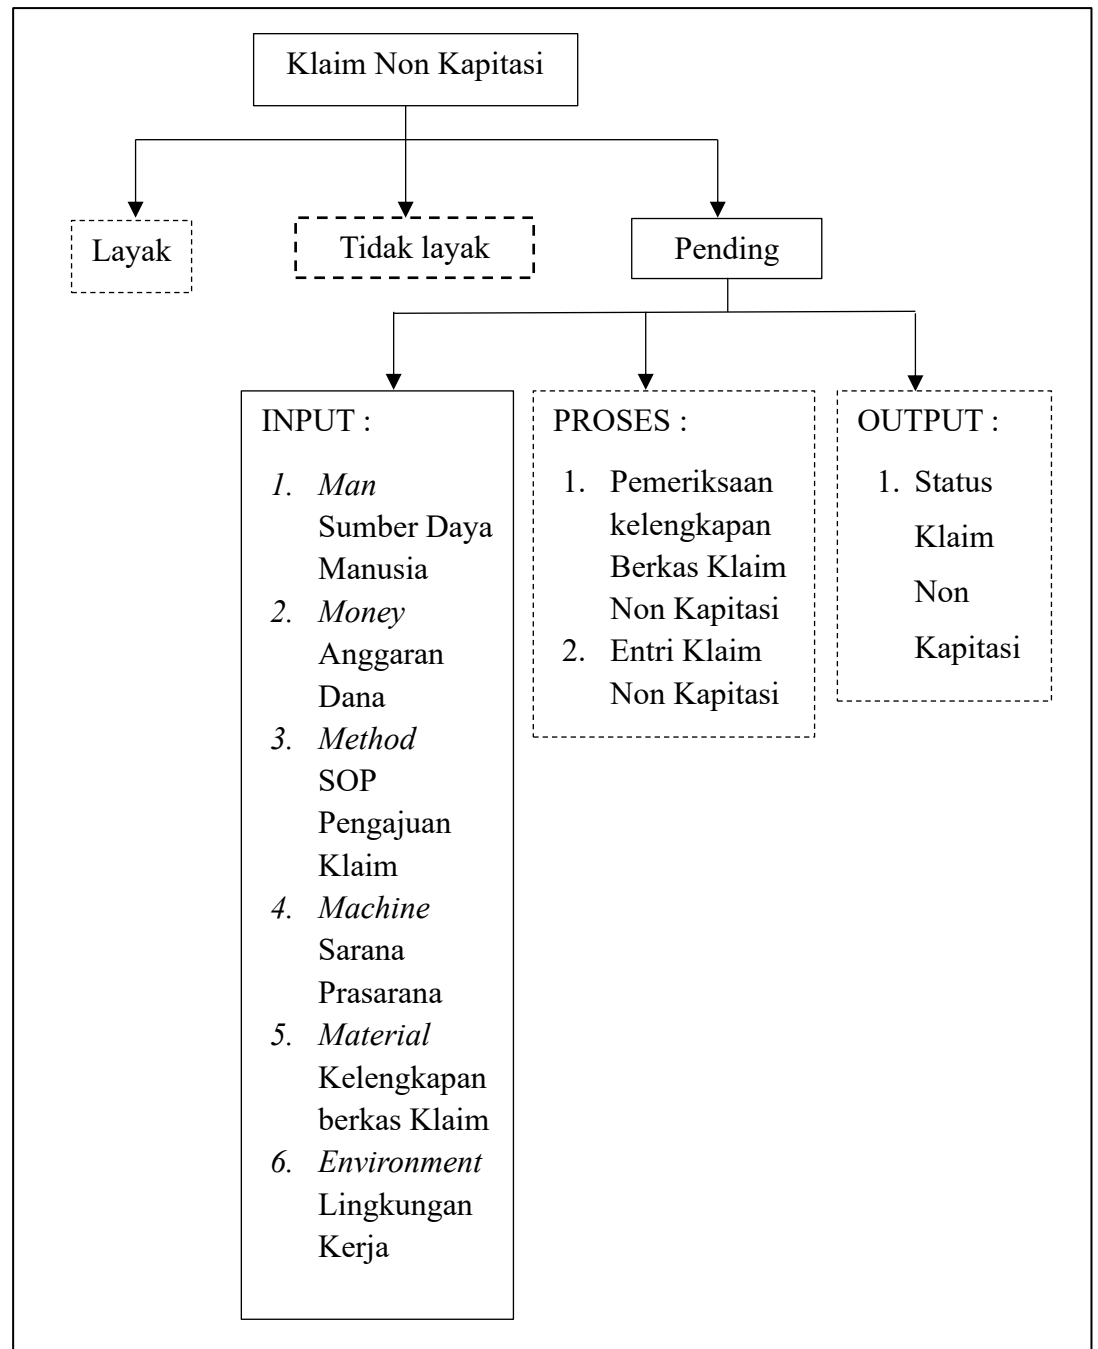 Klaim Non Kapitasi
Layak
Tidak layak
Pending
INPUT :
1. Man
Sumber Daya
Manusia
2. Money
Anggaran
Dana
3. Method
SOP
Pengajuan
Klaim
4. Machine
Sarana
Prasarana
5. Material
Kelengkapan
berkas Klaim
6. Environment
Lingkungan
Kerja
PROSES :
1. Pemeriksaan
kelengkapan
Berkas Klaim
Non Kapitasi
2. Entri Klaim
Non Kapitasi
OUTPUT :
1. Status
Klaim
Non
Kapitasi